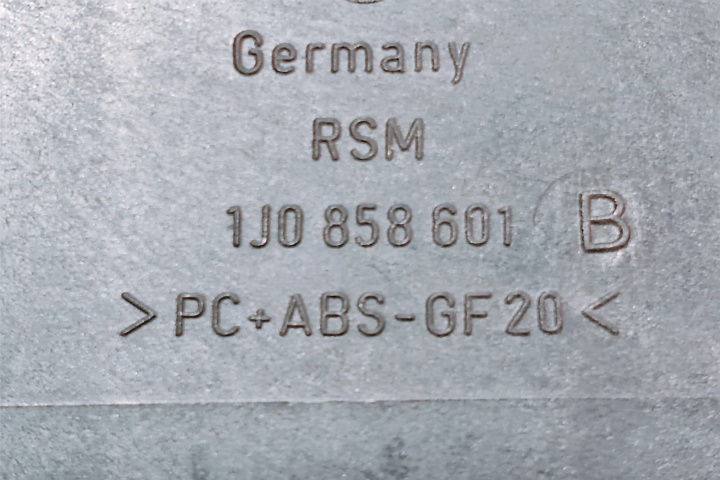 Germany
RSM
1J0 858 601 B
>PC+ABS-GF20<